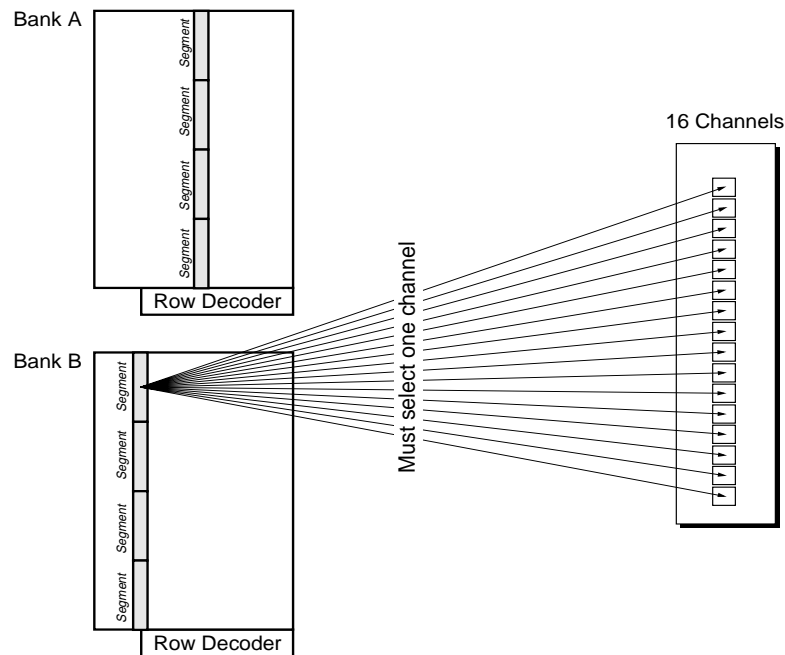 Bank A
Segment
Segment
Segment
Segment
Row Decoder
16 Channels
Must select one channel
Bank B
Segment
Segment
Segment
Segment
Row Decoder